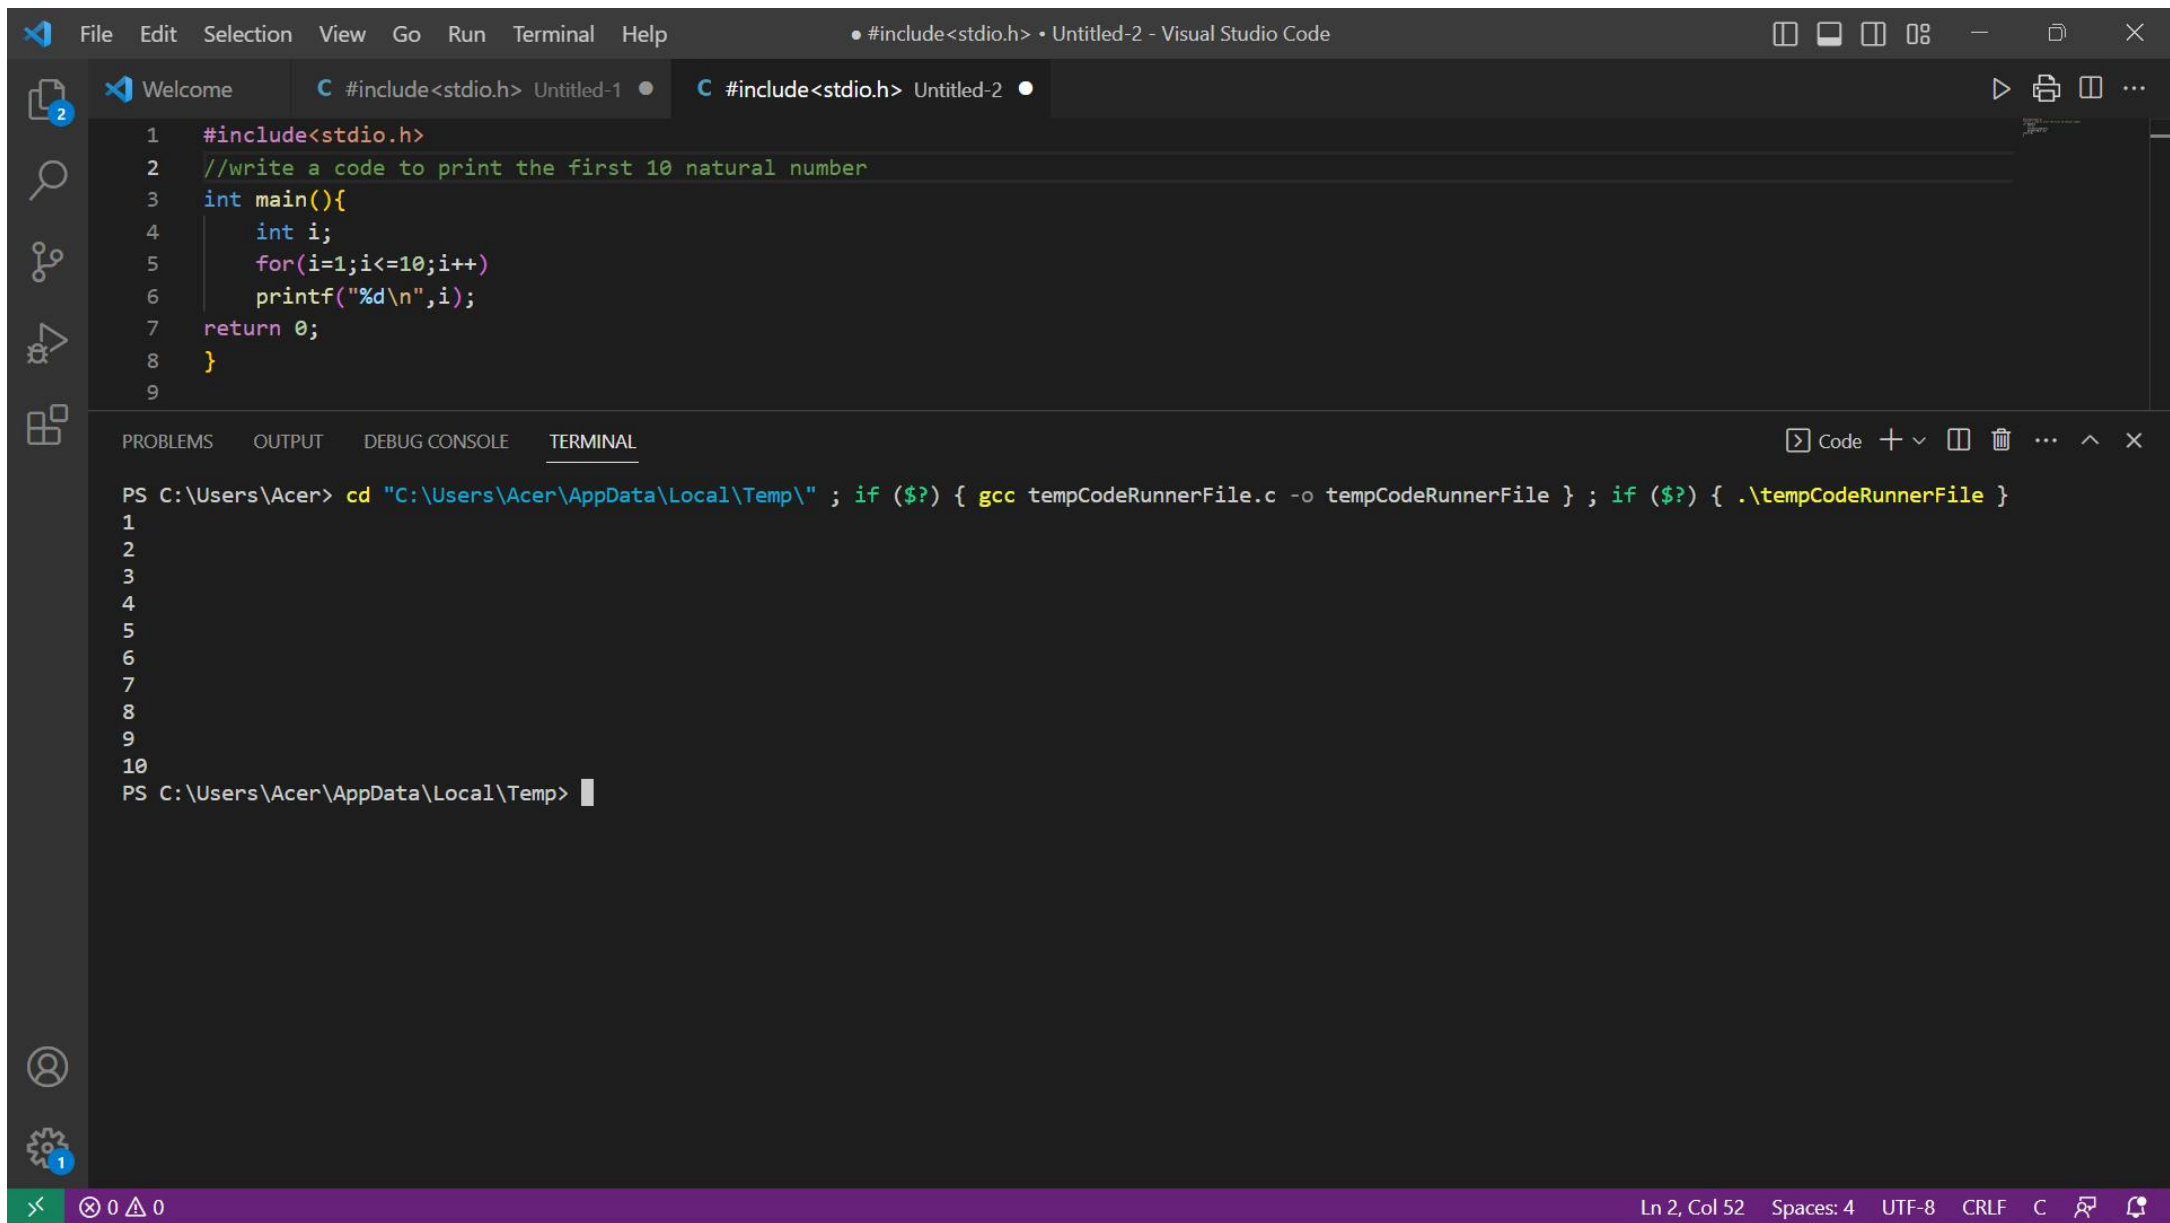 File Edit Selection View Go Run Terminal Help ● #include<stdio.h> • Untitled-2 - Visual Studio Code
Welcome C #include<stdio.h> Untitled-1 ● C #include<stdio.h> Untitled-2 ●
2
1 #include<stdio.h>
2 //write a code to print the first 10 natural number
3 int main(){
4 int i;
5 for(i=1;i<=10;i++)
6 printf("%d\n",i);
7 return 0;
8 }
9
PROBLEMS OUTPUT DEBUG CONSOLE TERMINAL Code
PS C:\Users\Acer> cd "C:\Users\Acer\AppData\Local\Temp\" ; if ($?) { gcc tempCodeRunnerFile.c -o tempCodeRunnerFile } ; if ($?) { .\tempCodeRunnerFile }
1
2
3
4
5
6
7
8
9
10
PS C:\Users\Acer\AppData\Local\Temp>
1
0 0 Ln 2, Col 52 Spaces: 4 UTF-8 CRLF C